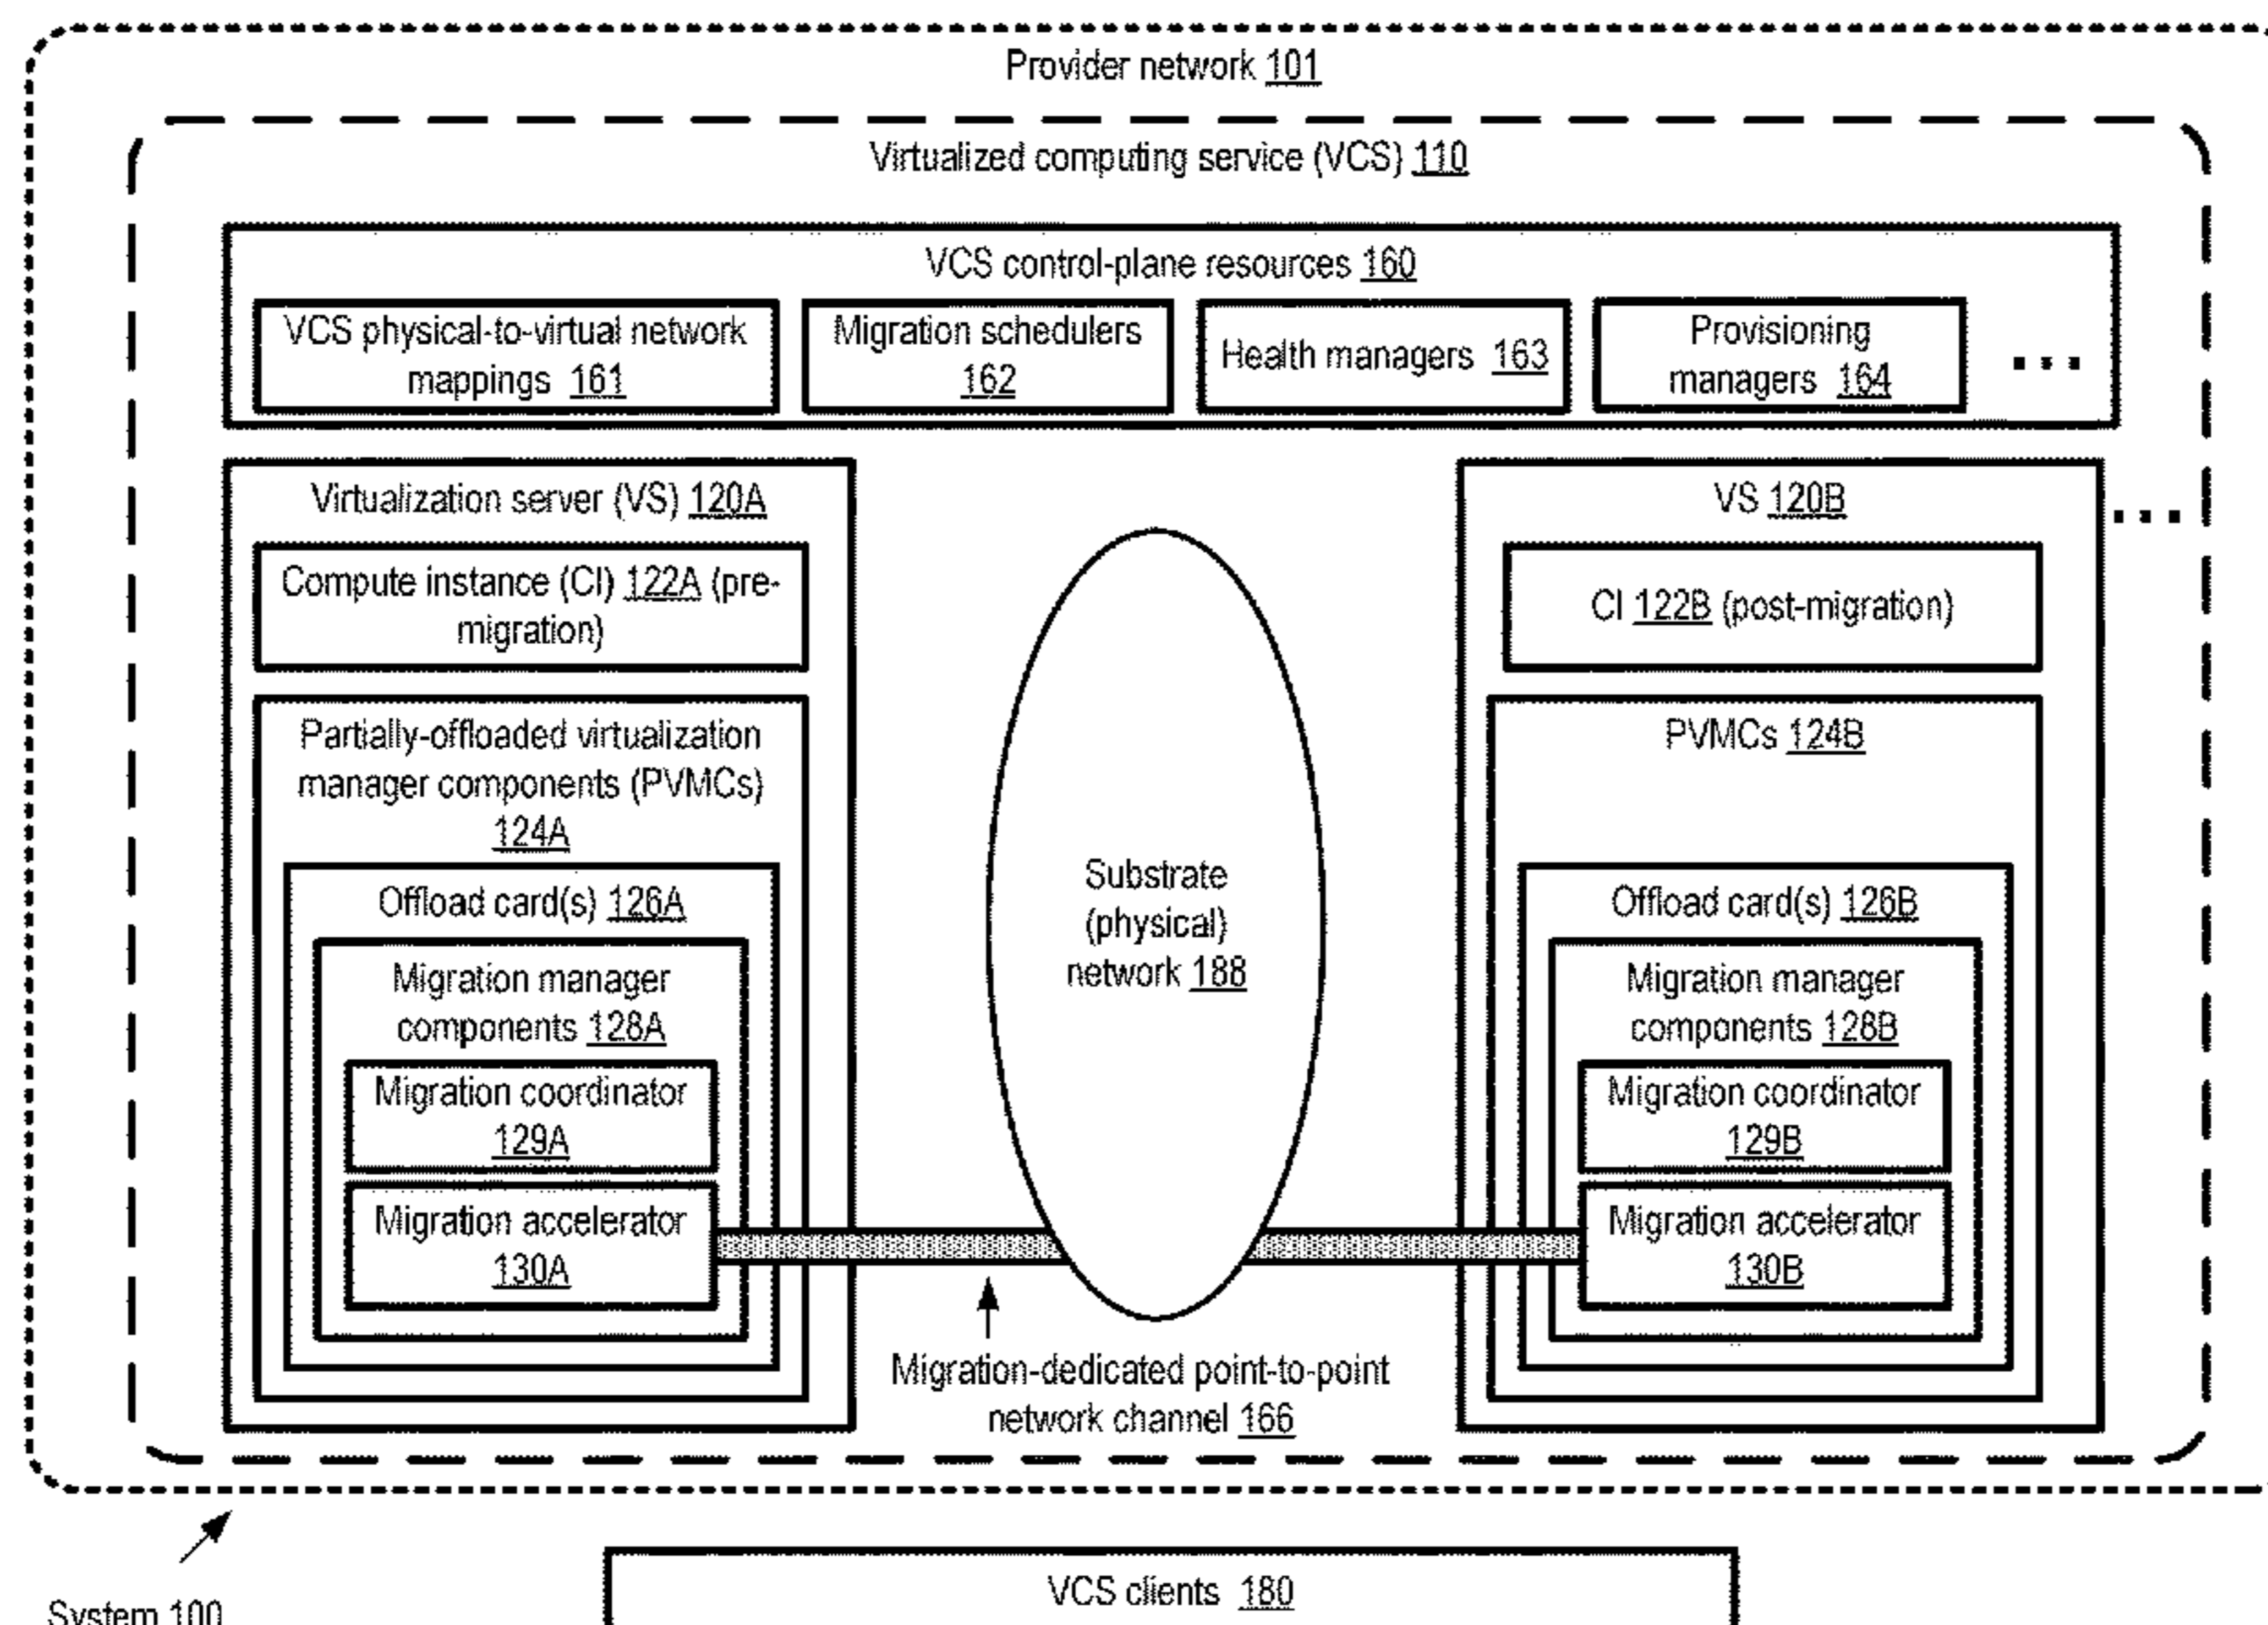 Provider network 101
Virtualized computing service (VCS) 110
VCS control-plane resources 160
VCS physical-to-virtual network
mappings 161
Migration schedulers
162
Health managers 163
Provisioning
managers 164
...
Virtualization server (VS) 120A
Compute instance (CI) 122A (pre-
migration)
Partially-offloaded virtualization
manager components (PVMCs)
124A
Offload card(s) 126A
Migration manager
components 128A
Migration coordinator
129A
Migration accelerator
130A
Substrate
(physical)
network 188
Migration-dedicated point-to-point
network channel 166
VS 120B
...
CI 122B (post-migration)
PVMCs 124B
Offload card(s) 126B
Migration manager
components 128B
Migration coordinator
129B
Migration accelerator
130B
System 100
VCS clients 180